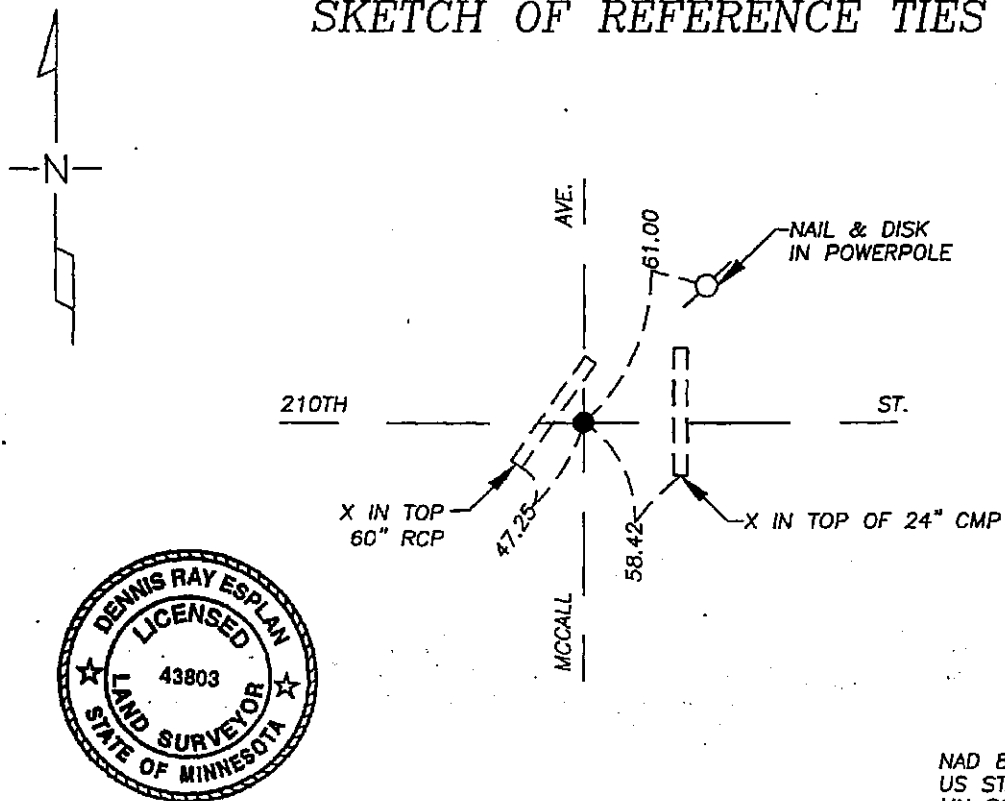 SKETCH OF REFERENCE TIES
N
AVE.
61.00
NAIL & DISK
IN POWERPOLE
210TH
ST.
X IN TOP
60" RCP
47.25
58.42
X IN TOP OF 24" CMP
MCCALL
DENNIS RAY ESPLAN
LICENSED
43803
LAND SURVEYOR
STATE OF MINNESOTA
NAD
US